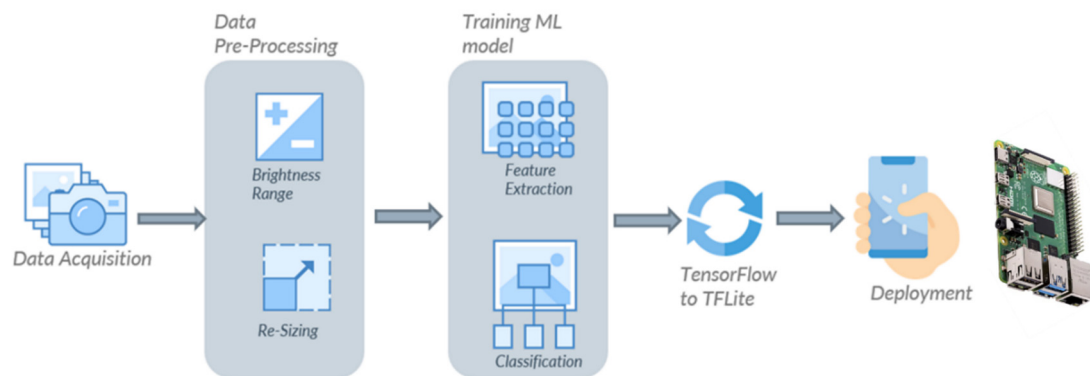 Data
Pre-Processing
Training ML
model
Brightness
Range
Feature
Extraction
Data Acquisition
TensorFlow
to TFLite
Deployment
Re-Sizing
Classification